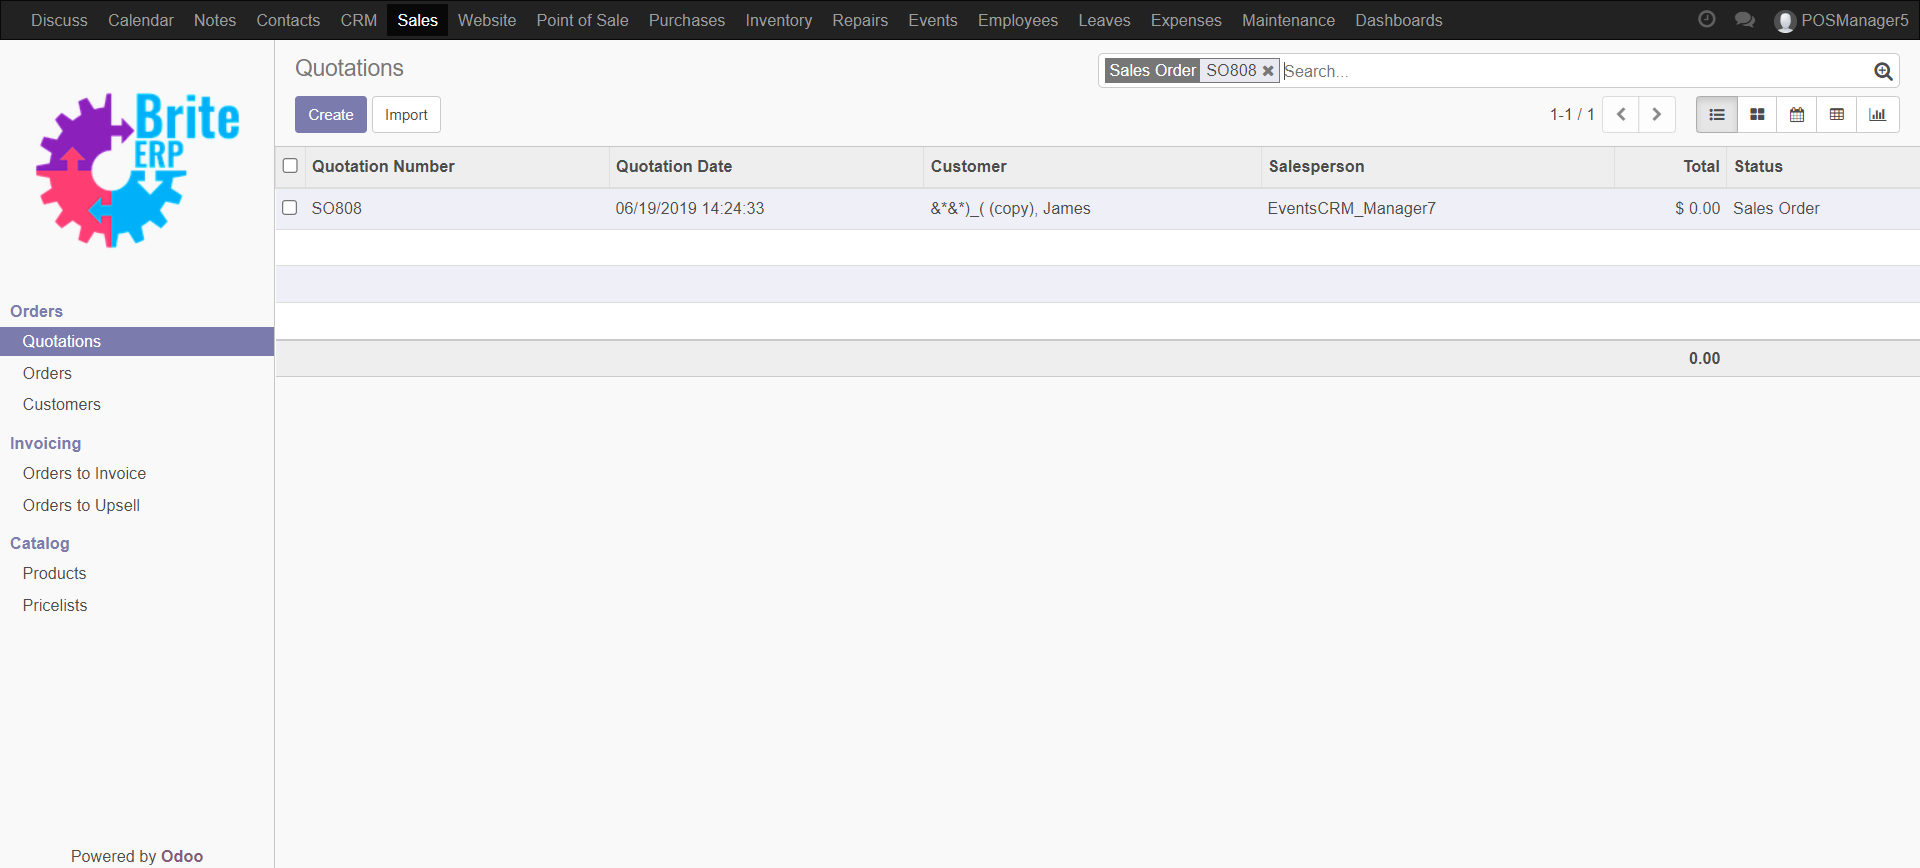 Discuss Calendar Notes Contacts CRM Sales Website Point of Sale Purchases Inventory Repairs Events Employees Leaves Expenses Maintenance Dashboards POSManager5
Brite
ERP
Quotations
Sales Order SO808 Search...
Create Import
1-1 / 1
Quotation Number Quotation Date Customer Salesperson Total Status
SO808 06/19/2019 14:24:33 &*&*)_( (copy), James EventsCRM_Manager7 $ 0.00 Sales Order
0.00
Orders
Quotations
Orders
Customers
Invoicing
Orders to Invoice
Orders to Upsell
Catalog
Products
Pricelists
Powered by Odoo